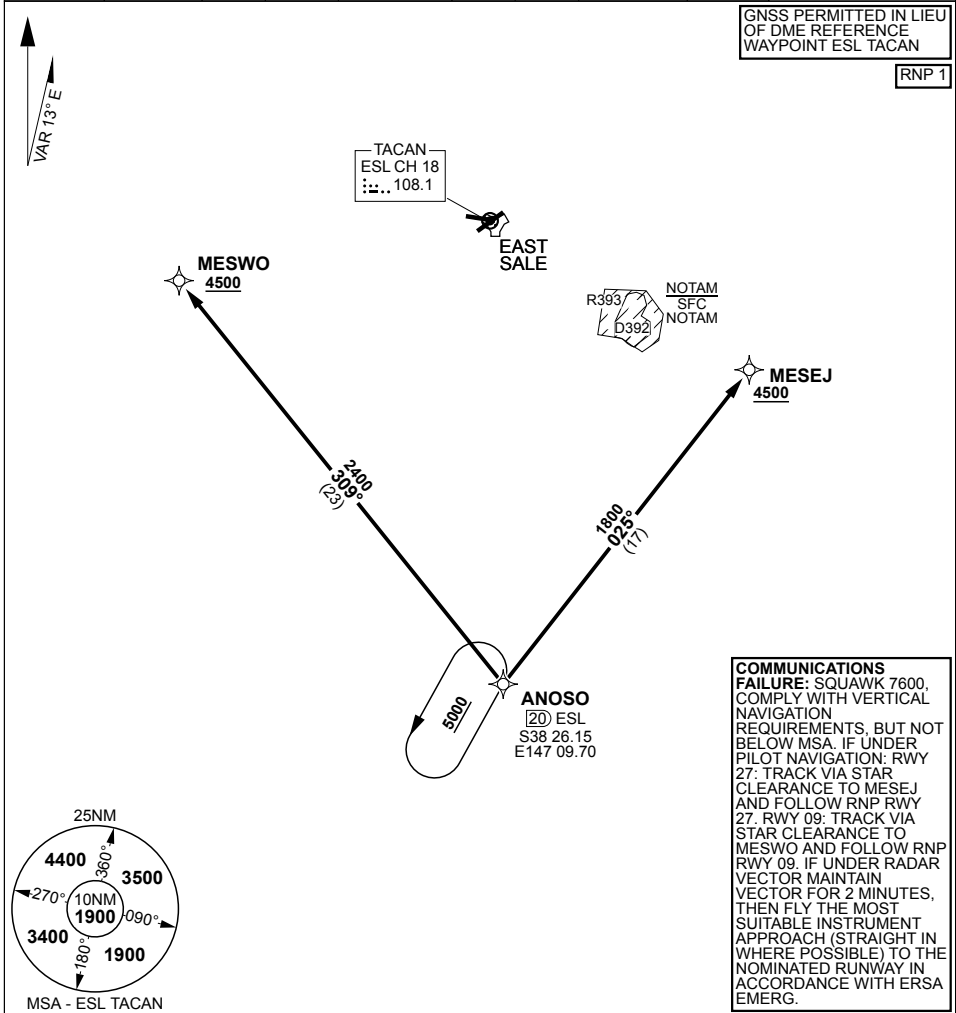 GNSS PERMITTED IN LIEU
OF DME REFERENCE
WAYPOINT ESL TACAN
RNP 1
VAR 13° E
TACAN
ESL CH 18
108.1
EAST
SALE
MESWO
4500
R393
D392
NOTAM
SFC
NOTAM
MESEJ
4500
2400
309°
(23)
1800
025°
(17)
5000
ANOSO
20 ESL
S38 26.15
E147 09.70
COMMUNICATIONS
FAILURE: SQUAWK 7600,
COMPLY WITH VERTICAL
NAVIGATION
REQUIREMENTS, BUT NOT
BELOW MSA. IF UNDER
PILOT NAVIGATION: RWY
27: TRACK VIA STAR
CLEARANCE TO MESEJ
AND FOLLOW RNP RWY
27. RWY 09: TRACK VIA
STAR CLEARANCE TO
MESWO AND FOLLOW RNP
RWY 09. IF UNDER RADAR
VECTOR MAINTAIN
VECTOR FOR 2 MINUTES,
THEN FLY THE MOST
SUITABLE INSTRUMENT
APPROACH (STRAIGHT IN
WHERE POSSIBLE) TO THE
NOMINATED RUNWAY IN
ACCORDANCE WITH ERSA
EMERG.
25NM
4400
360°
3500
270°
10NM
1900
090°
3400
180°
1900
MSA - ESL TACAN